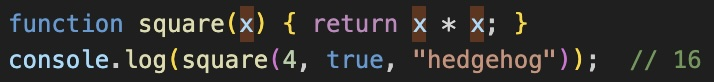 function square(x) { return x * x; }
console.log(square(4, true, "hedgehog"));  // 16